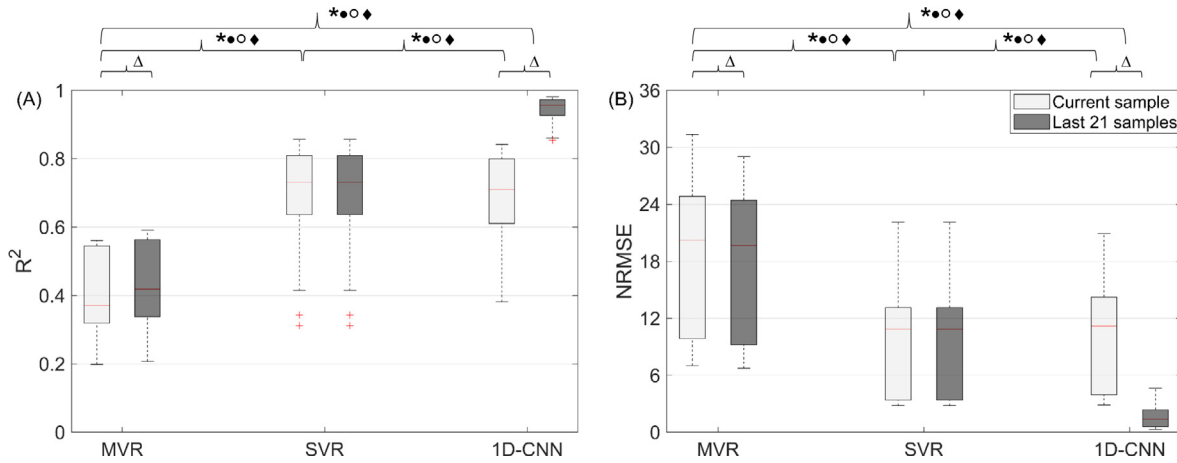 *●○◆ *●○◆
*●○◆ *●○◆ *●○◆ *●○◆
Δ Δ Δ Δ
(A) 1 (B) 36
Current sample
Last 21 samples
0.8 30
24
0.6
R² NRMSE 18
0.4
12
0.2
6
0 0
MVR SVR 1D-CNN MVR SVR 1D-CNN